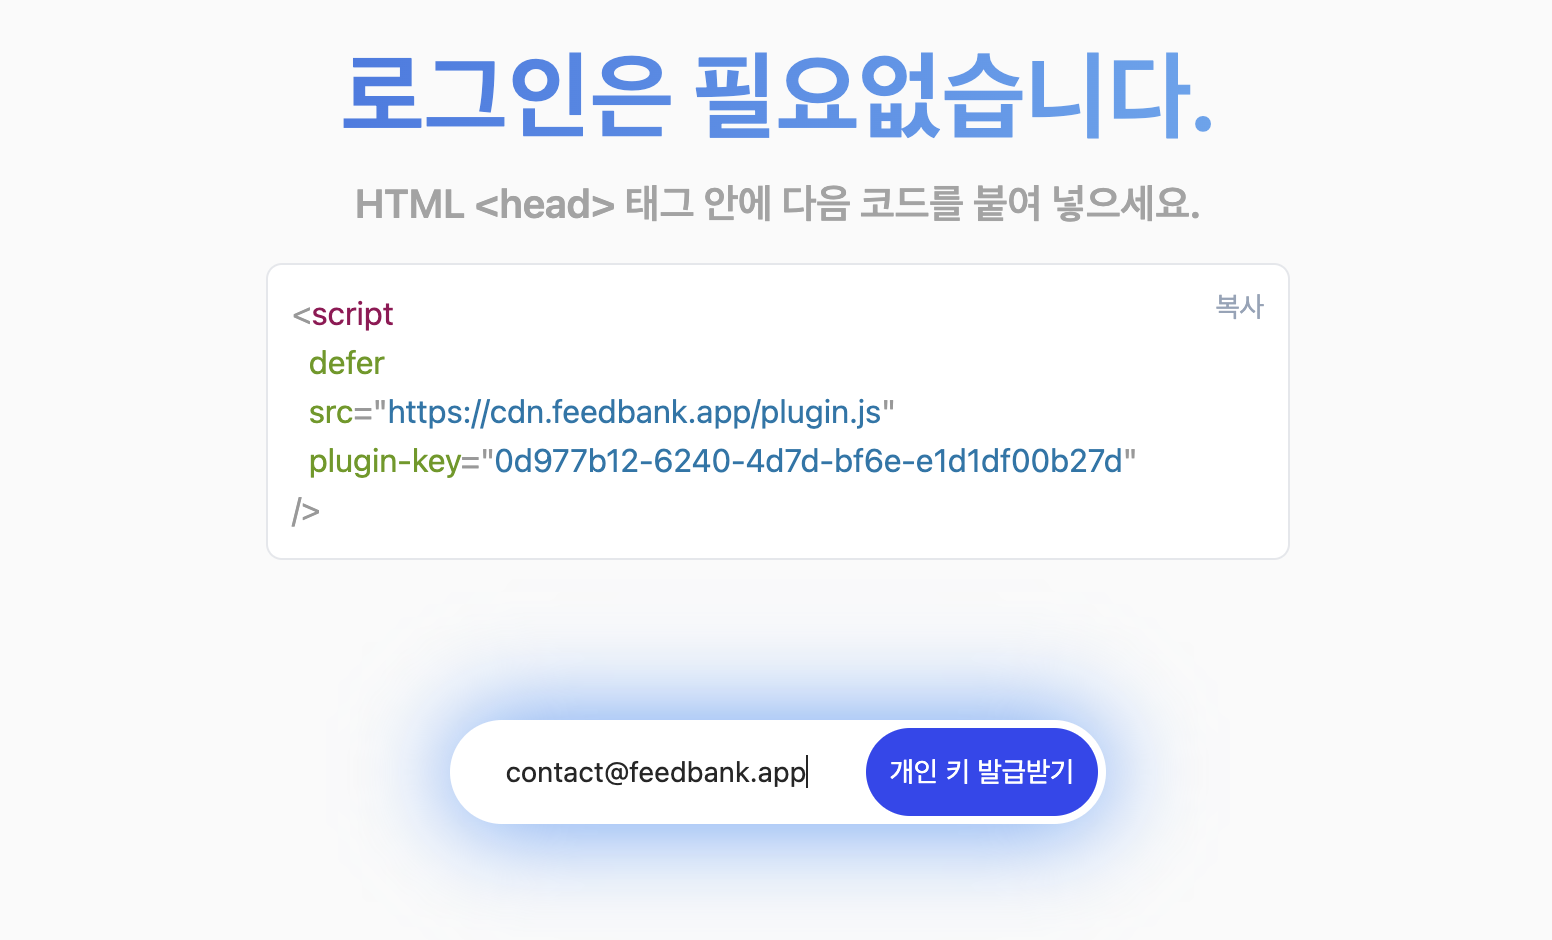 로그인은 필요없습니다.
HTML <head> 태그 안에 다음 코드를 붙여 넣으세요.
<script
복사
defer
src="https://cdn.feedbank.app/plugin.js"
plugin-key="0d977b12-6240-4d7d-bf6e-e1d1df00b27d"
/>
contact@feedbank.app
개인 키 발급받기